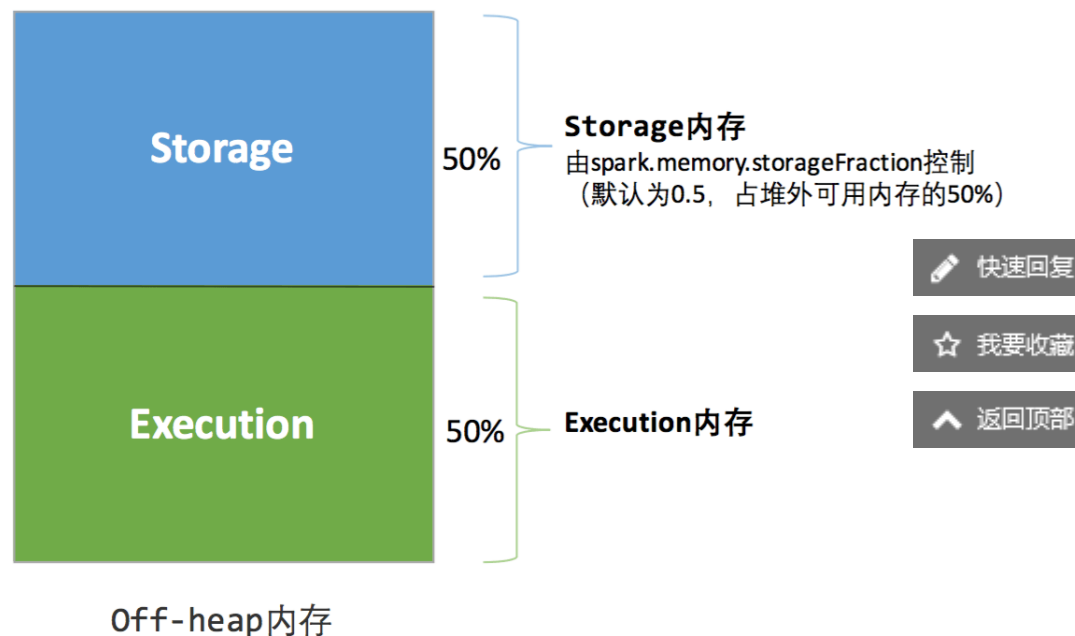 Storage
50%
Storage内存
由spark.memory.storageFraction控制
（默认为0.5，占堆外可用内存的50%）
快速回复
我要收藏
返回顶部
Execution
50%
Execution内存
Off-heap内存